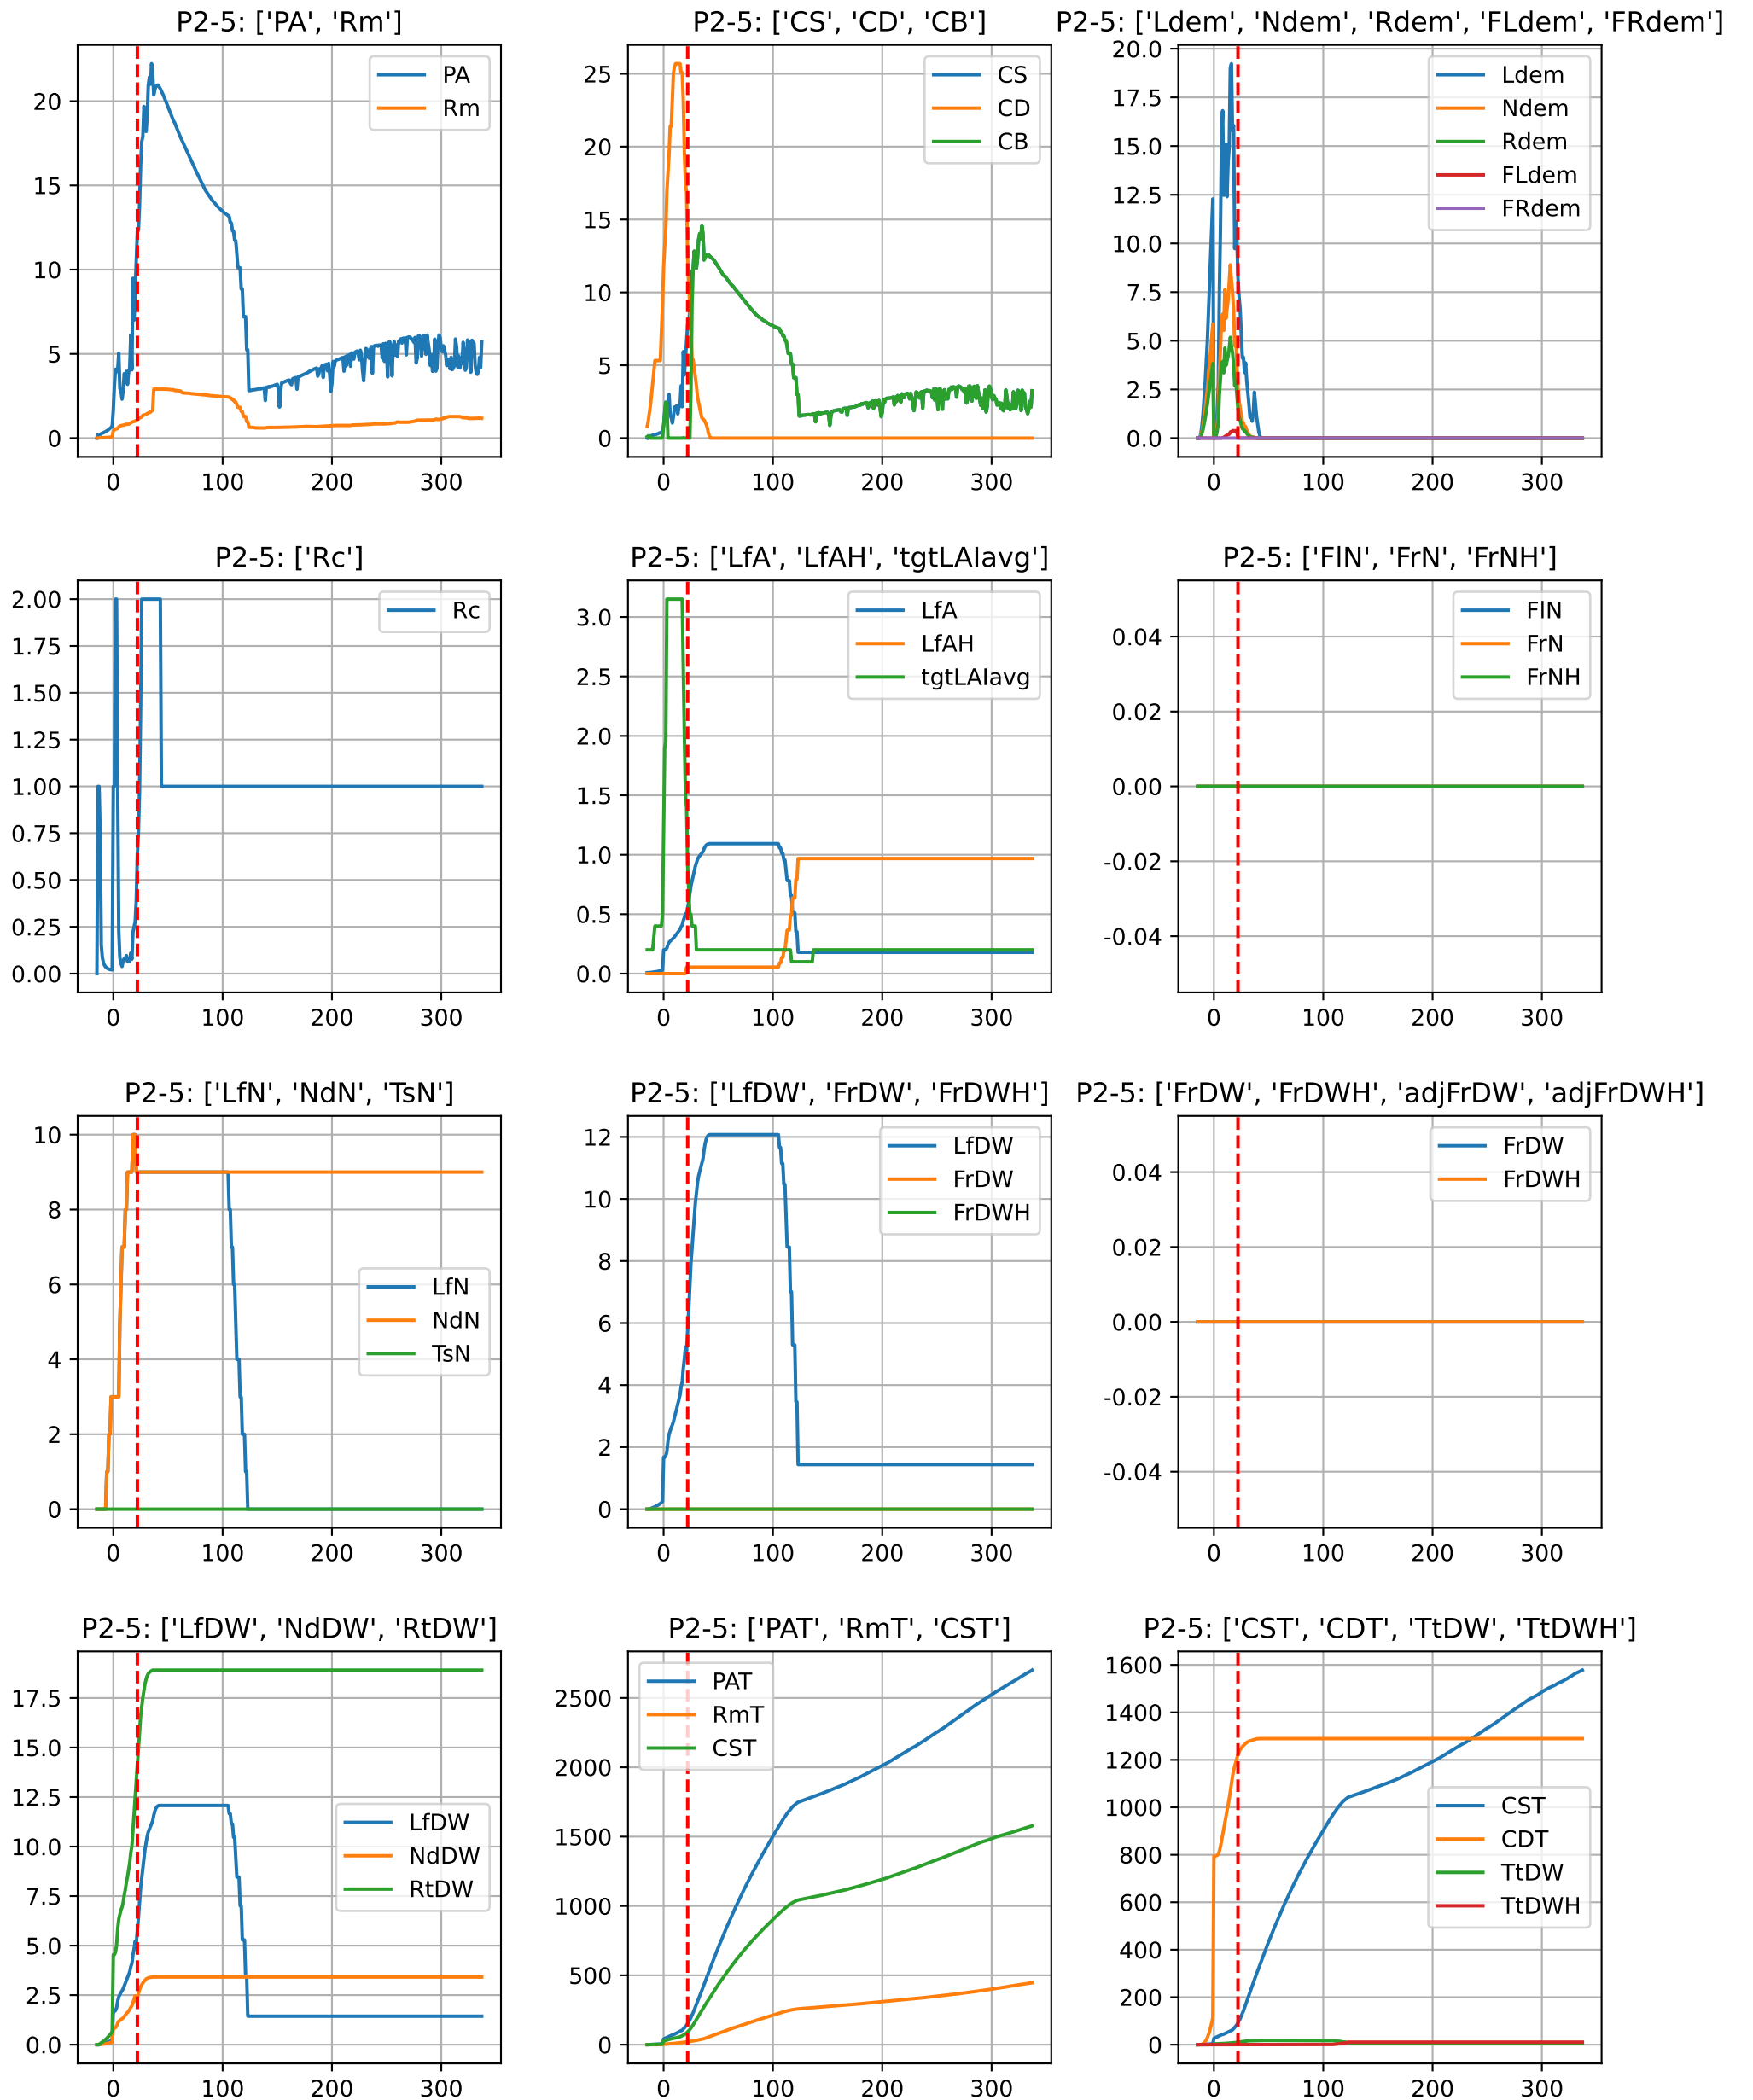 P2-5: ['PA', 'Rm']
20
15
10
5
0
0 100 200 300
PA
Rm
P2-5: ['CS', 'CD', 'CB']
25
20
15
10
5
0
0 100 200 300
CS
CD
CB
P2-5: ['Ldem', 'Ndem', 'Rdem', 'FLdem', 'FRdem']
20.0
17.5
15.0
12.5
10.0
7.5
5.0
2.5
0.0
0 100 200 300
Ldem
Ndem
Rdem
FLdem
FRdem
P2-5: ['Rc']
2.00
1.75
1.50
1.25
1.00
0.75
0.50
0.25
0.00
0 100 200 300
Rc
P2-5: ['LfA', 'LfAH', 'tgtLAIavg']
3.0
2.5
2.0
1.5
1.0
0.5
0.0
0 100 200 300
LfA
LfAH
tgtLAIavg
P2-5: ['FlN', 'FrN', 'FrNH']
0.04
0.02
0.00
-0.02
-0.04
0 100 200 300
FlN
FrN
FrNH
P2-5: ['LfN', 'NdN', 'TsN']
10
8
6
4
2
0
0 100 200 300
LfN
NdN
TsN
P2-5: ['LfDW', 'FrDW', 'FrDWH']
12
10
8
6
4
2
0
0 100 200 300
LfDW
FrDW
FrDWH
P2-5: ['FrDW', 'FrDWH', 'adjFrDW', 'adjFrDWH']
0.04
0.02
0.00
-0.02
-0.04
0 100 200 300
FrDW
FrDWH
P2-5: ['LfDW', 'NdDW', 'RtDW']
17.5
15.0
12.5
10.0
7.5
5.0
2.5
0.0
0 100 200 300
LfDW
NdDW
RtDW
P2-5: ['PAT', 'RmT', 'CST']
2500
2000
1500
1000
500
0
0 100 200 300
PAT
RmT
CST
P2-5: ['CST', 'CDT', 'TtDW', 'TtDWH']
1600
1400
1200
1000
800
600
400
200
0
0 100 200 300
CST
CDT
TtDW
TtDWH